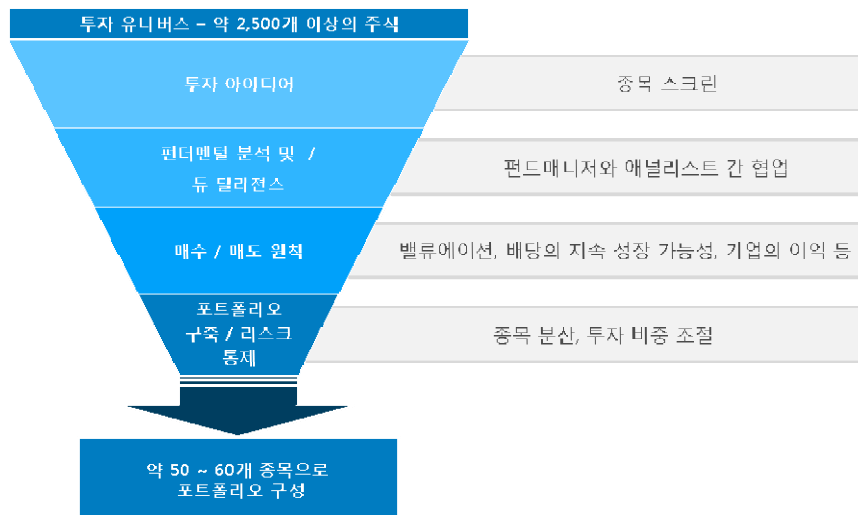 투자 유니버스 – 약 2,500개 이상의 주식
투자 아이디어
종목 스크린
펀더멘털 분석 및 /
듀 딜리젼스
펀드매니저와 애널리스트 간 협업
매수 / 매도 원칙
밸류에이션, 배당의 지속 성장 가능성, 기업의 이익 등
포트폴리오
구축 / 리스크
통제
종목 분산, 투자 비중 조절
약 50 ~ 60개 종목으로
포트폴리오 구성